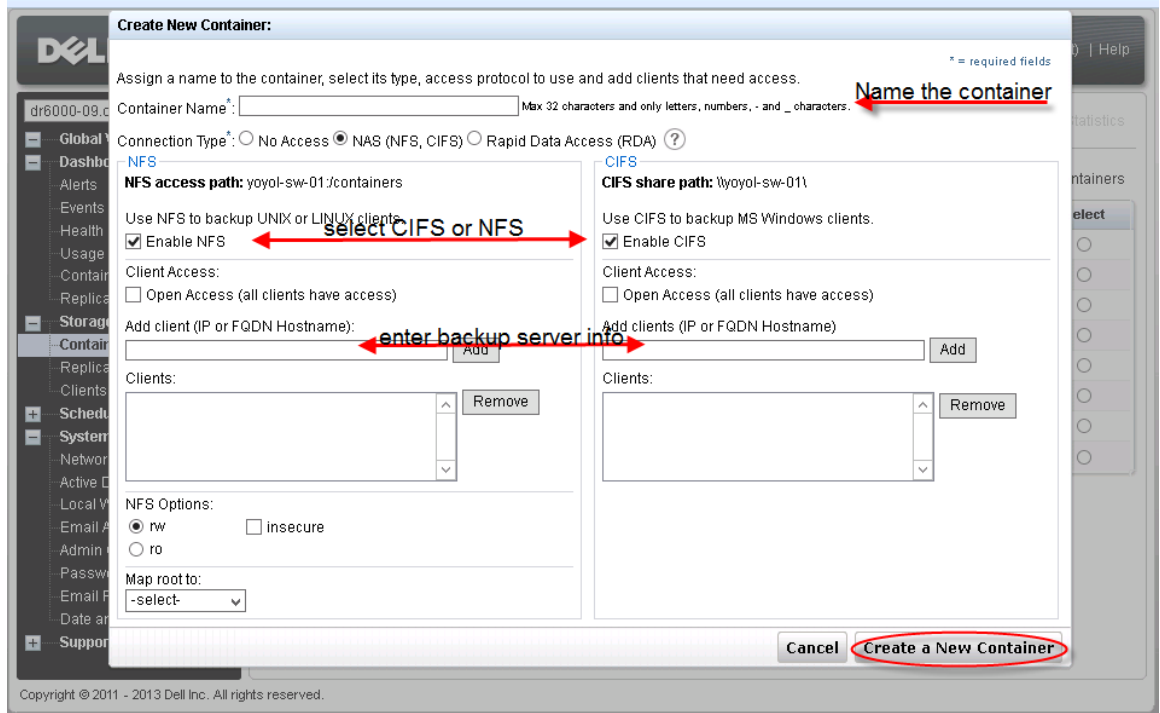 Create New Container:
DELL
) | Help
* = required fields
Assign a name to the container, select its type, access protocol to use and add clients that need access.
Name the container
Container Name*:
Max 32 characters and only letters, numbers, - and _ characters.
Connection Type*: No Access NAS (NFS, CIFS) Rapid Data Access (RDA) ?
NFS
NFS access path: yoyol-sw-01:/containers
Use NFS to backup UNIX or LINUX clients.
select CIFS or NFS
Enable NFS
Client Access:
Open Access (all clients have access)
Add client (IP or FQDN Hostname):
enter backup server info
Add
Clients:
Remove
NFS Options:
rw insecure
ro
Map root to:
-select-
CIFS
CIFS share path: \\yoyol-sw-01\
Use CIFS to backup MS Windows clients.
Enable CIFS
Client Access:
Open Access (all clients have access)
Add clients (IP or FQDN Hostname)
Add
Clients:
Remove
Cancel Create a New Container
dr6000-09.
Global
Dashbo
Alerts
Events
Health
Usage
Contain
Replica
Storage
Contain
Replica
Clients
Schedu
System
Networ
Active D
Local W
Email A
Admin
Passwo
Email R
Date an
Suppor
tatistics
ntainers
elect
Copyright © 2011 - 2013 Dell Inc. All rights reserved.